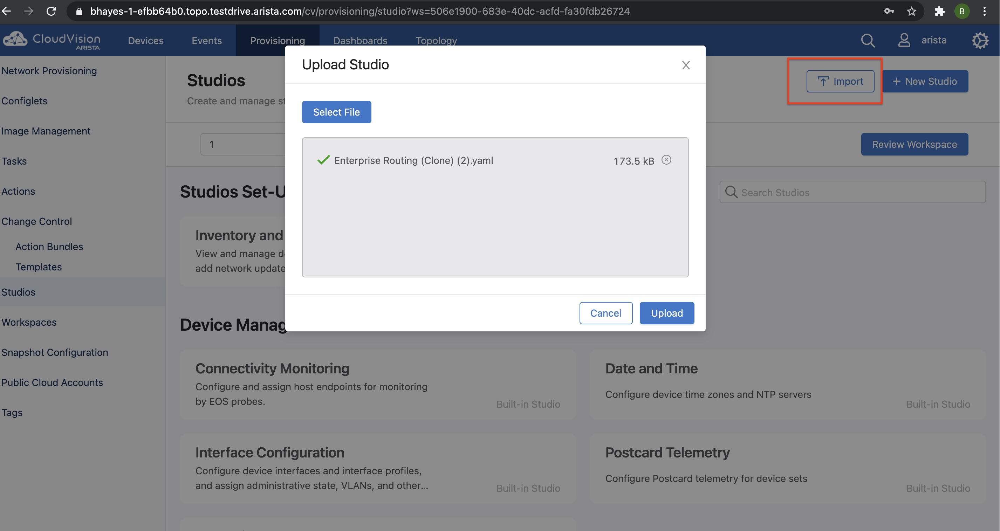 bhayes-1-efbb64b0.topo.testdrive.arista.com/cv/provisioning/studio?ws=506e1900-683e-40dc-acfd-fa30fdb26724
B
CloudVision
ARISTA
Devices
Events
Provisioning
Dashboards
Topology
arista
Network Provisioning
Configlets
Image Management
Tasks
Actions
Change Control
Action Bundles
Templates
Studios
Workspaces
Snapshot Configuration
Public Cloud Accounts
Tags
Studios
Create and manage st
Import
+ New Studio
1
Review Workspace
Upload Studio
X
Select File
Enterprise Routing (Clone) (2).yaml
173.5 kB
Cancel
Upload
Studios Set-U
Search Studios
Inventory and
View and manage de
add network update
Device Manag
Connectivity Monitoring
Configure and assign host endpoints for monitoring
by EOS probes.
Built-in Studio
Date and Time
Configure device time zones and NTP servers
Built-in Studio
Interface Configuration
Configure device interfaces and interface profiles,
and assign administrative state, VLANs, and other...
Built-in Studio
Postcard Telemetry
Configure Postcard telemetry for device sets
Built-in Studio